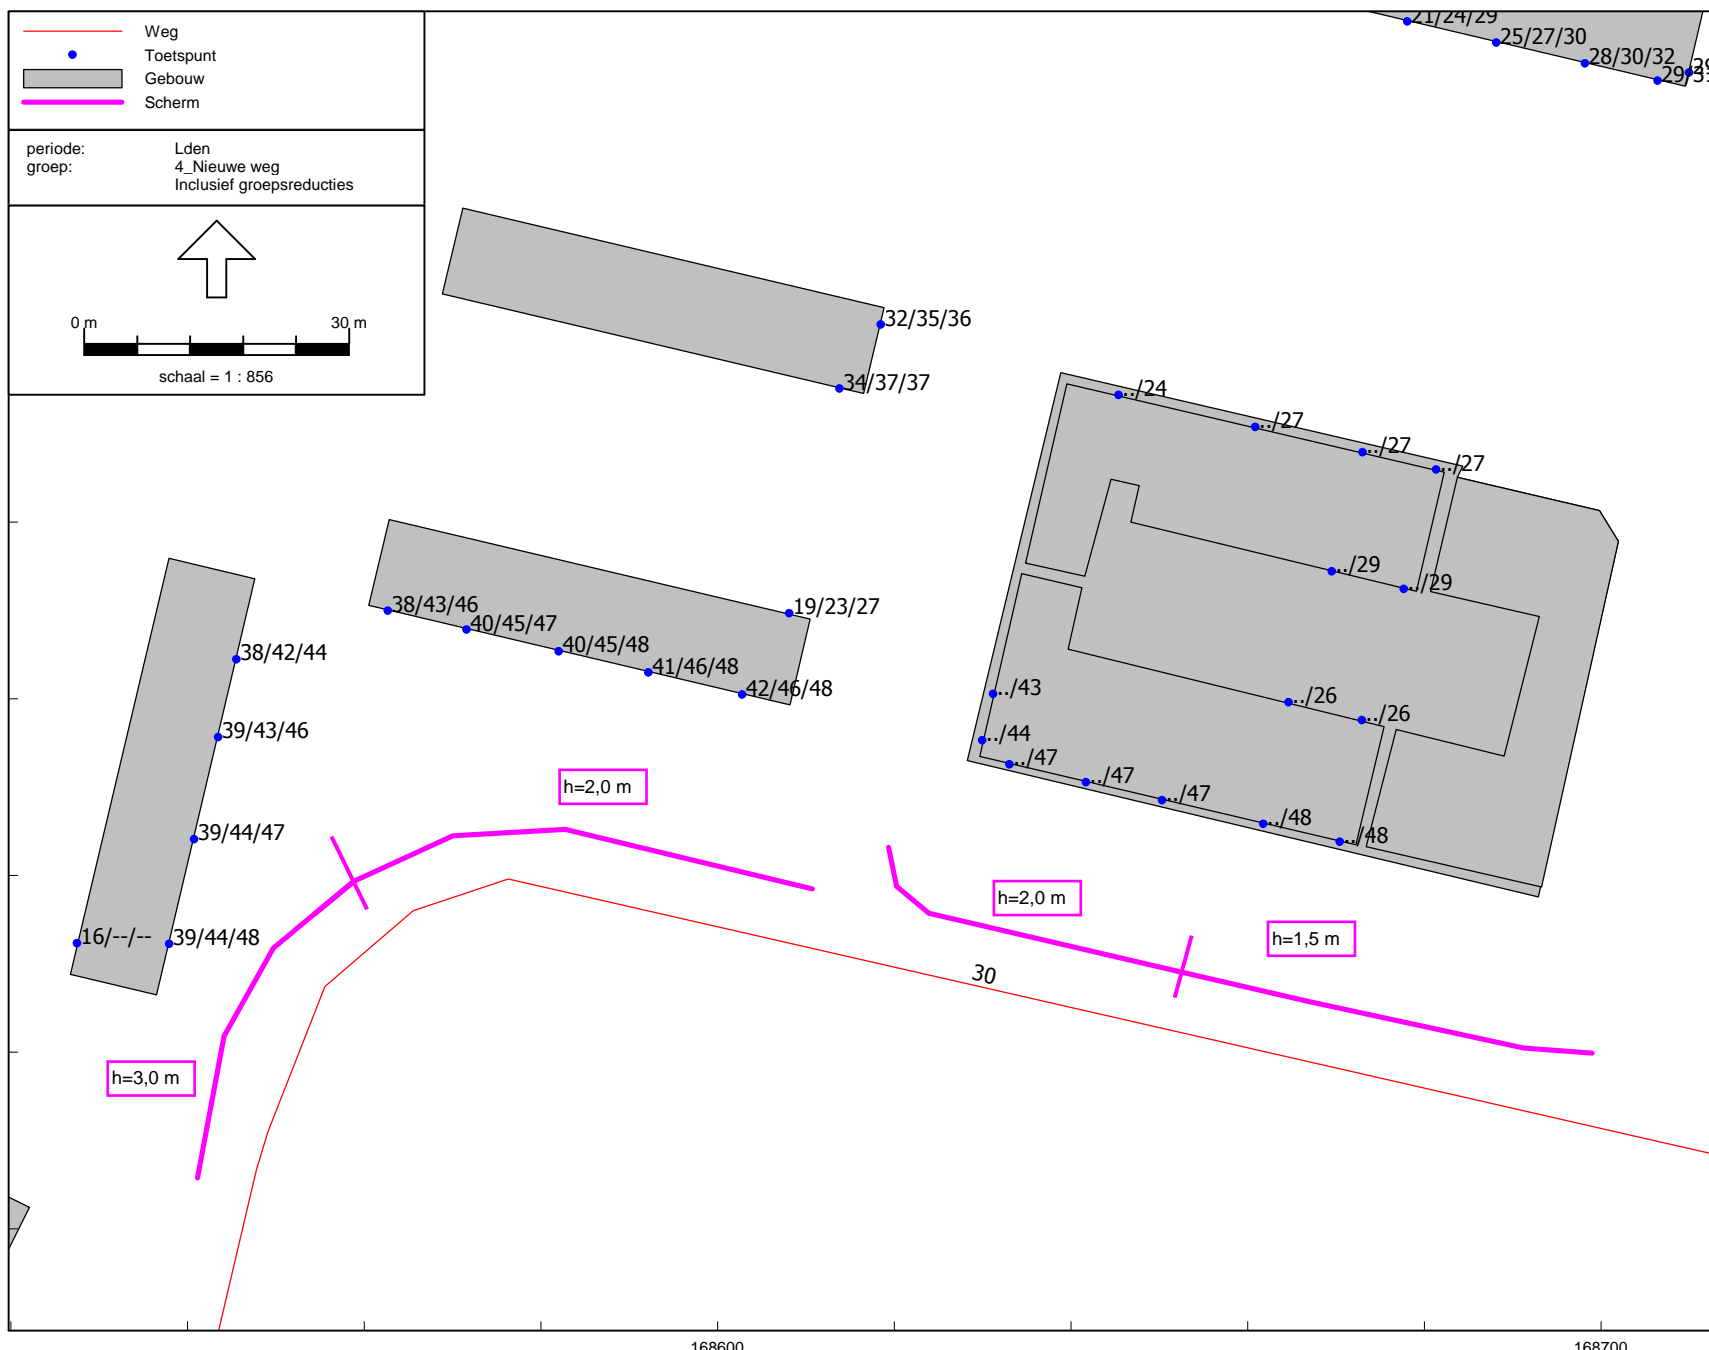 Weg
Toetspunt
Gebouw
Scherm
periode: Lden
groep: 4_Nieuwe weg
Inclusief groepsreducties
0 m 30 m
schaal = 1 : 856
21/24/29
25/27/30
28/30/32
32/35/36
34/37/37
../24
../27
../27
../27
../29
../29
38/43/46
40/45/47
40/45/48
41/46/48
42/46/48
19/23/27
38/42/44
39/43/46
39/44/47
39/44/48
16/--/--
../43
../44
../47
../47
../47
../48
../48
../26
../26
h=2,0 m
h=2,0 m
h=1,5 m
h=3,0 m
30
168600
168700